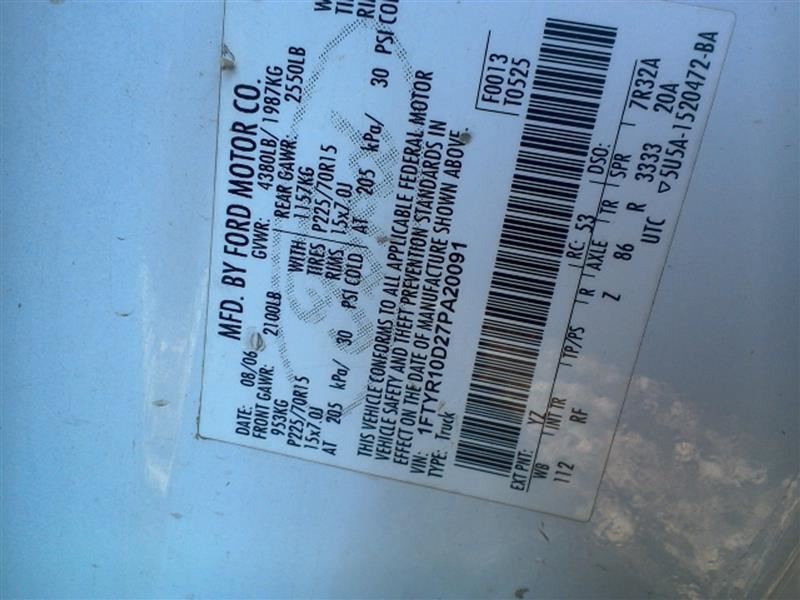 MFD. BY FORD MOTOR CO.
DATE: 08/06 GVWR: 4380LB/ 1987KG
FRONT GAWR: 2100LB REAR GAWR: 2550LB
953KG WITH 1157KG
P225/70R15 TIRES P225/70R15
15x7.0J RIMS 15x7.0J
AT 205 kPa/ 30 PSI COLD AT 205 kPa/ 30 PSI COL
THIS VEHICLE CONFORMS TO ALL APPLICABLE FEDERAL MOTOR
VEHICLE SAFETY AND THEFT PREVENTION STANDARDS IN
EFFECT ON THE DATE OF MANUFACTURE SHOWN ABOVE.
VIN: 1FTYR10D27PA20091
TYPE: Truck
F0013
T0525
EXT PNT: YZ RC: 53 DSO:
WB INT TR TP/PS R AXLE TR SPR
112 RF Z 86 R 3333 7R32A
20A
UTC ▽5U5A-1520472-BA